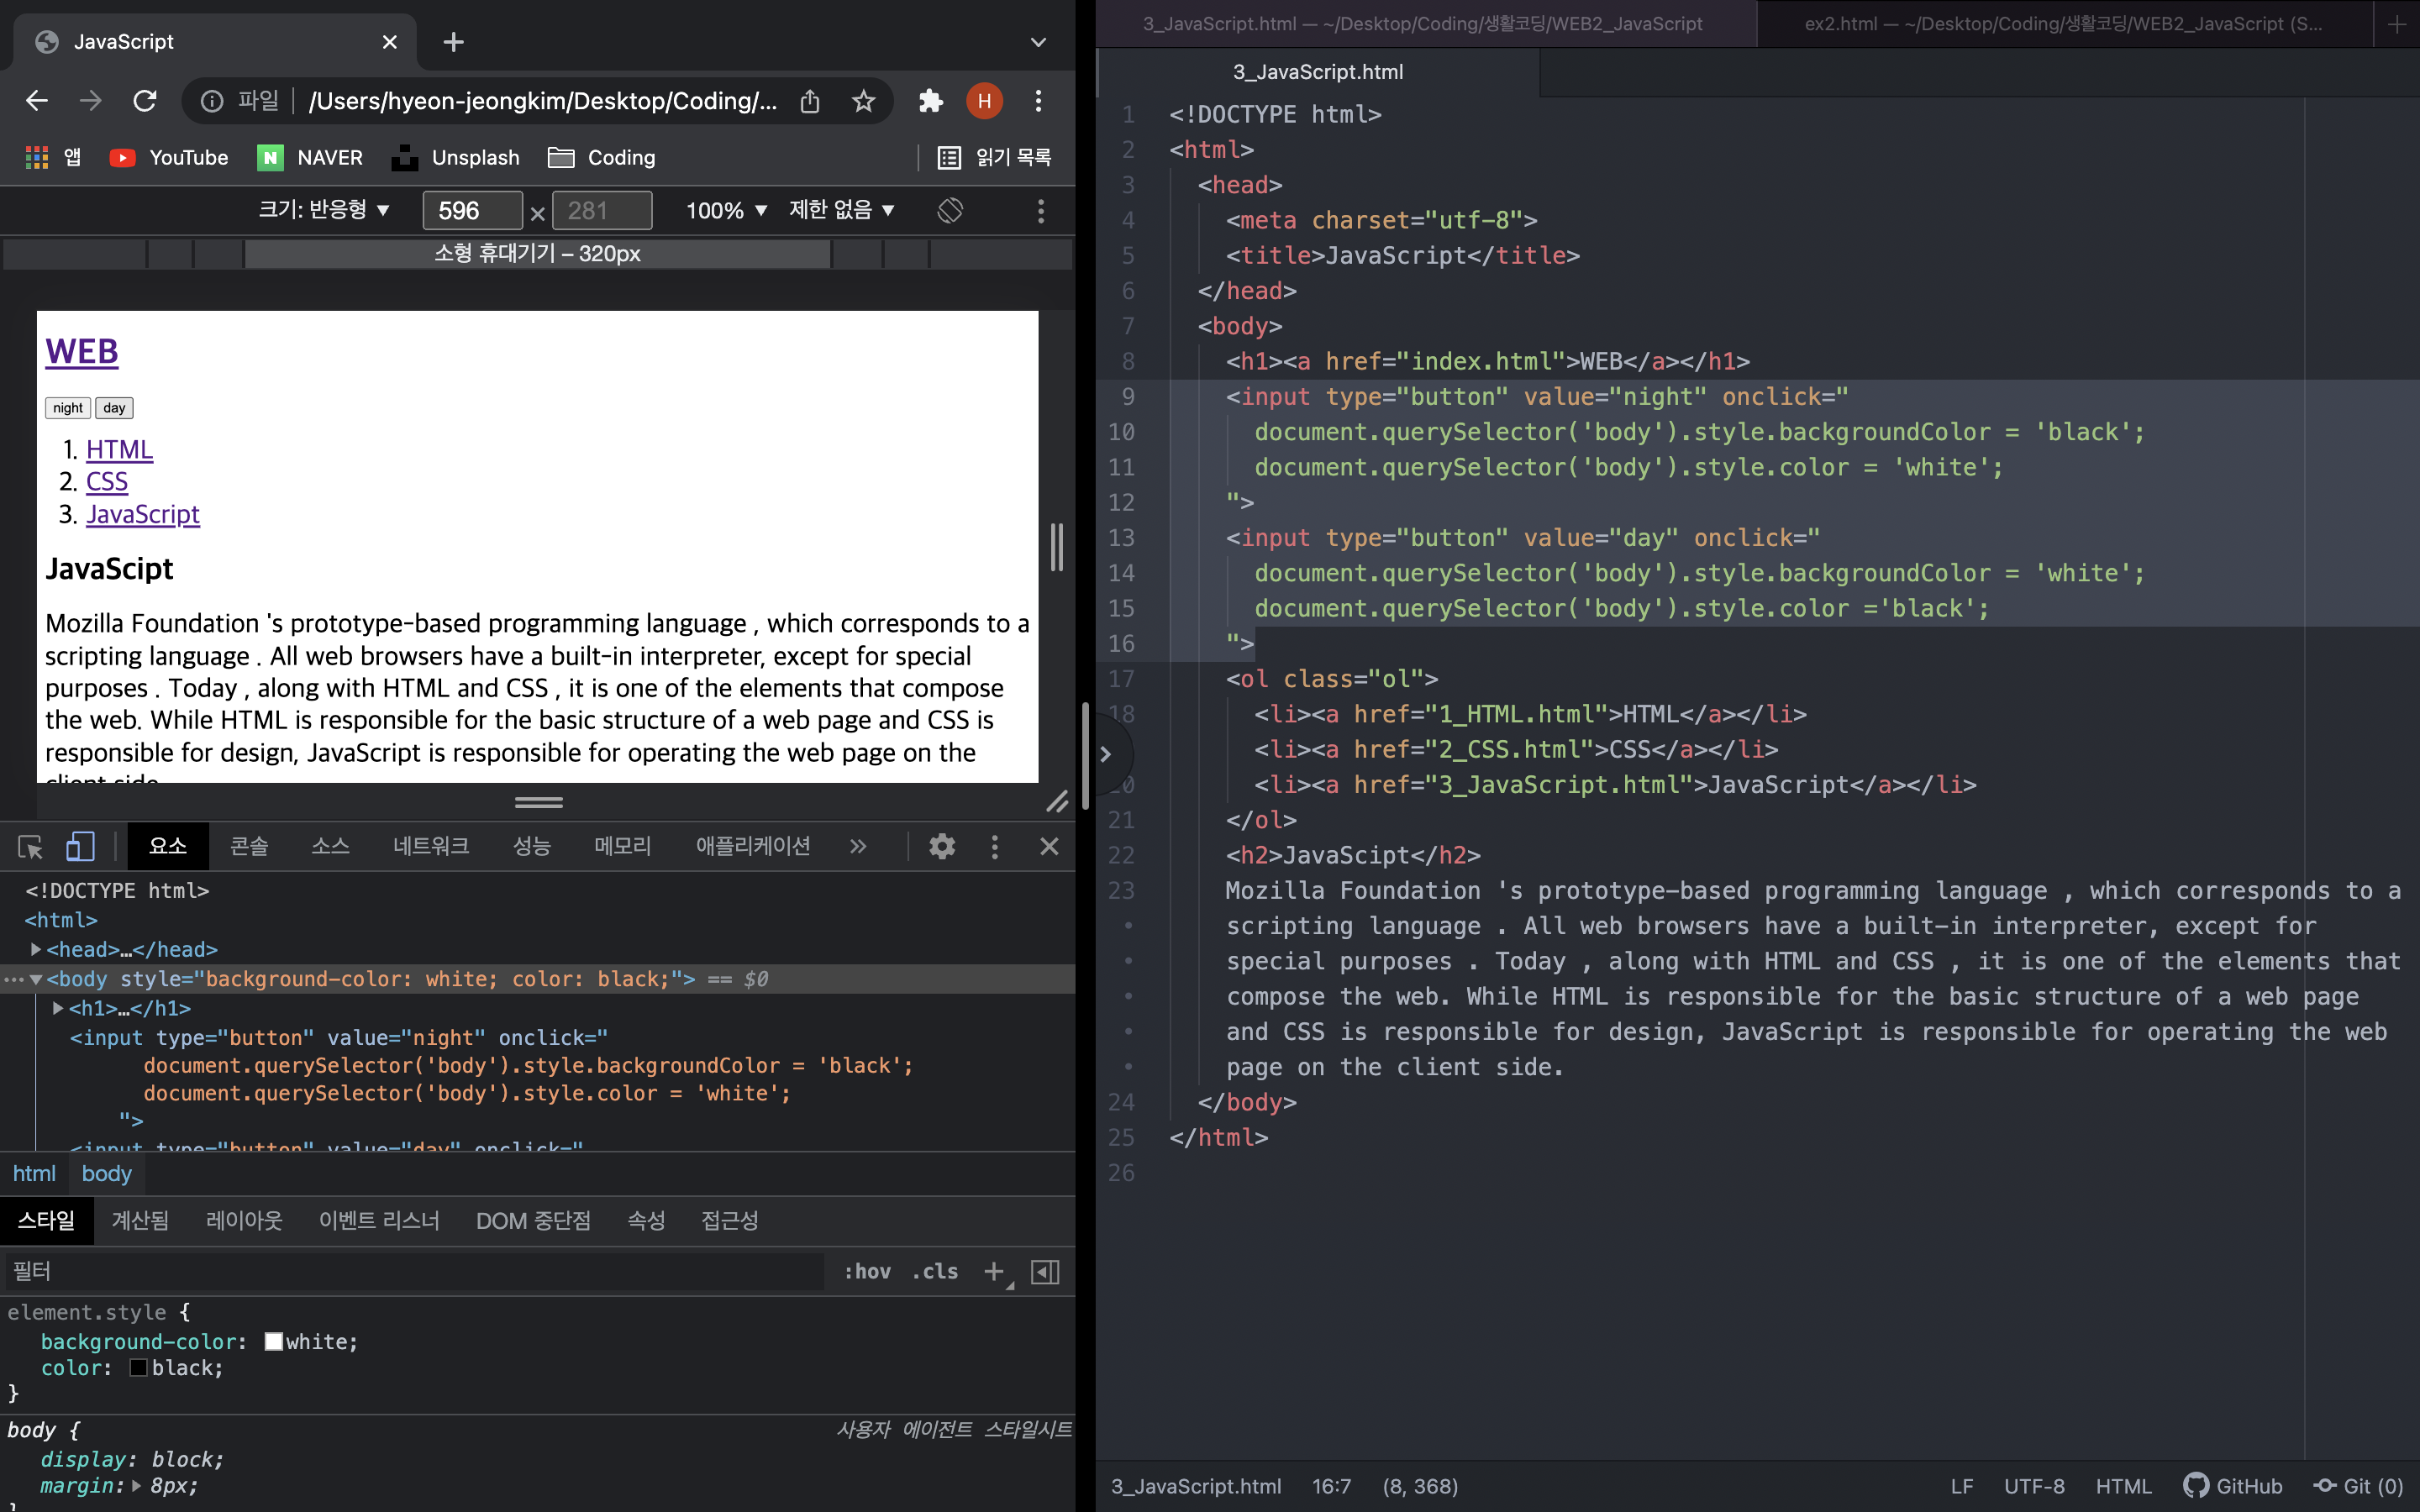 JavaScript
파일 /Users/hyeon-jeongkim/Desktop/Coding/... H
앱 YouTube N NAVER Unsplash Coding 읽기 목록
크기: 반응형 ▼ 596 × 281 100% ▼ 제한 없음 ▼
소형 휴대기기 – 320px
WEB
night day
1. HTML
2. CSS
3. JavaScript
JavaScipt
Mozilla Foundation 's prototype-based programming language , which corresponds to a
scripting language . All web browsers have a built-in interpreter, except for special
purposes . Today , along with HTML and CSS , it is one of the elements that compose
the web. While HTML is responsible for the basic structure of a web page and CSS is
responsible for design, JavaScript is responsible for operating the web page on the
client side.
요소 콘솔 소스 네트워크 성능 메모리 애플리케이션 »
<!DOCTYPE html>
<html>
<head>…</head>
<body style="background-color: white; color: black;"> == $0
<h1>…</h1>
<input type="button" value="night" onclick="
document.querySelector('body').style.backgroundColor = 'black';
document.querySelector('body').style.color = 'white';
">
<input type="button" value="day" onclick="
html body
스타일 계산됨 레이아웃 이벤트 리스너 DOM 중단점 속성 접근성
필터 :hov .cls
element.style {
background-color: white;
color: black;
}
body { 사용자 에이전트 스타일시트
display: block;
margin: 8px;
}
3_JavaScript.html — ~/Desktop/Coding/생활코딩/WEB2_JavaScript ex2.html — ~/Desktop/Coding/생활코딩/WEB2_JavaScript (S...
3_JavaScript.html
1 <!DOCTYPE html>
2 <html>
3 <head>
4 <meta charset="utf-8">
5 <title>JavaScript</title>
6 </head>
7 <body>
8 <h1><a href="index.html">WEB</a></h1>
9 <input type="button" value="night" onclick="
10 document.querySelector('body').style.backgroundColor = 'black';
11 document.querySelector('body').style.color = 'white';
12 ">
13 <input type="button" value="day" onclick="
14 document.querySelector('body').style.backgroundColor = 'white';
15 document.querySelector('body').style.color ='black';
16 ">
17 <ol class="ol">
18 <li><a href="1_HTML.html">HTML</a></li>
<li><a href="2_CSS.html">CSS</a></li>
20 <li><a href="3_JavaScript.html">JavaScript</a></li>
21 </ol>
22 <h2>JavaScipt</h2>
23 Mozilla Foundation 's prototype-based programming language , which corresponds to a
scripting language . All web browsers have a built-in interpreter, except for
special purposes . Today , along with HTML and CSS , it is one of the elements that
compose the web. While HTML is responsible for the basic structure of a web page
and CSS is responsible for design, JavaScript is responsible for operating the web
page on the client side.
24 </body>
25 </html>
26
3_JavaScript.html 16:7 (8, 368) LF UTF-8 HTML GitHub Git (0)